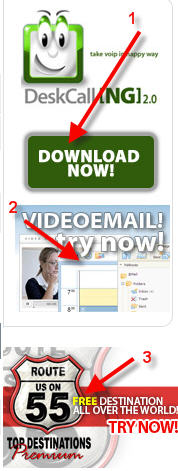 1
take voip in happy way
DeskCall[NG]2.0
DOWNLOAD
NOW!
2
VIDEOEMAIL!
try now!
3
ROUTE
US ON
55
FREE DESTINATION
ALL OVER THE WORLD!
TRY NOW!
TOP DESTINATIONS
Premium